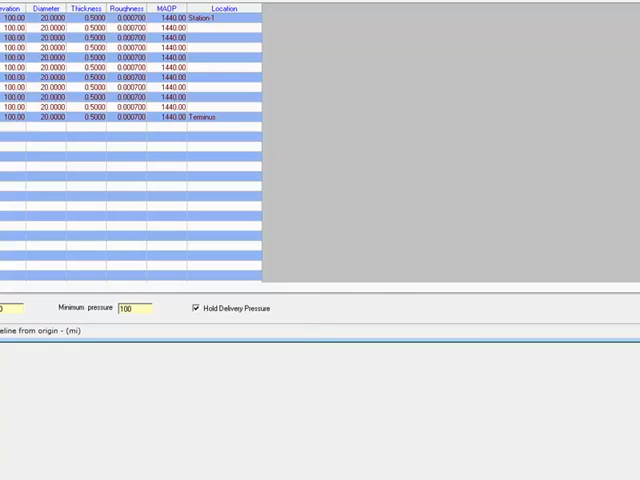 evation Diameter Thickness Roughness MAOP Location
100.00 20.0000 0.5000 0.000700 1440.00 Station-1
100.00 20.0000 0.5000 0.000700 1440.00
100.00 20.0000 0.5000 0.000700 1440.00
100.00 20.0000 0.5000 0.000700 1440.00
100.00 20.0000 0.5000 0.000700 1440.00
100.00 20.0000 0.5000 0.000700 1440.00
100.00 20.0000 0.5000 0.000700 1440.00
100.00 20.0000 0.5000 0.000700 1440.00
100.00 20.0000 0.5000 0.000700 1440.00
100.00 20.0000 0.5000 0.000700 1440.00
100.00 20.0000 0.5000 0.000700 1440.00 Terminus
0 Minimum pressure 100 Hold Delivery Pressure
eline from origin - (mi)